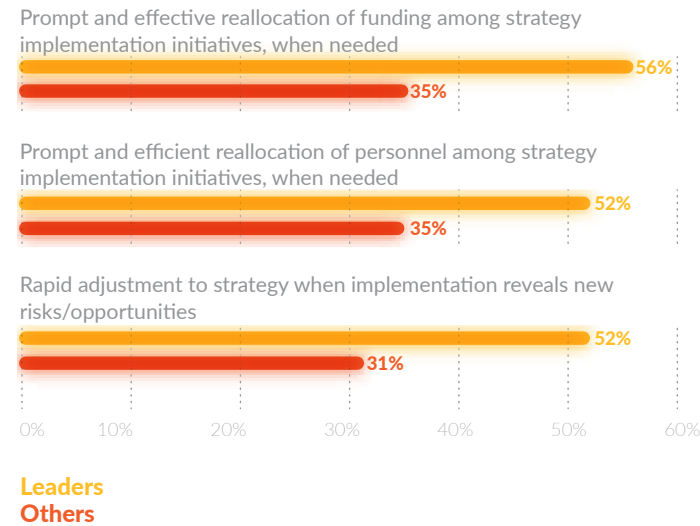 Prompt and effective reallocation of funding among strategy
implementation initiatives, when needed
56%
35%
Prompt and efficient reallocation of personnel among strategy
implementation initiatives, when needed
52%
35%
Rapid adjustment to strategy when implementation reveals new
risks/opportunities
52%
31%
0% 10% 20% 30% 40% 50% 60%
Leaders
Others